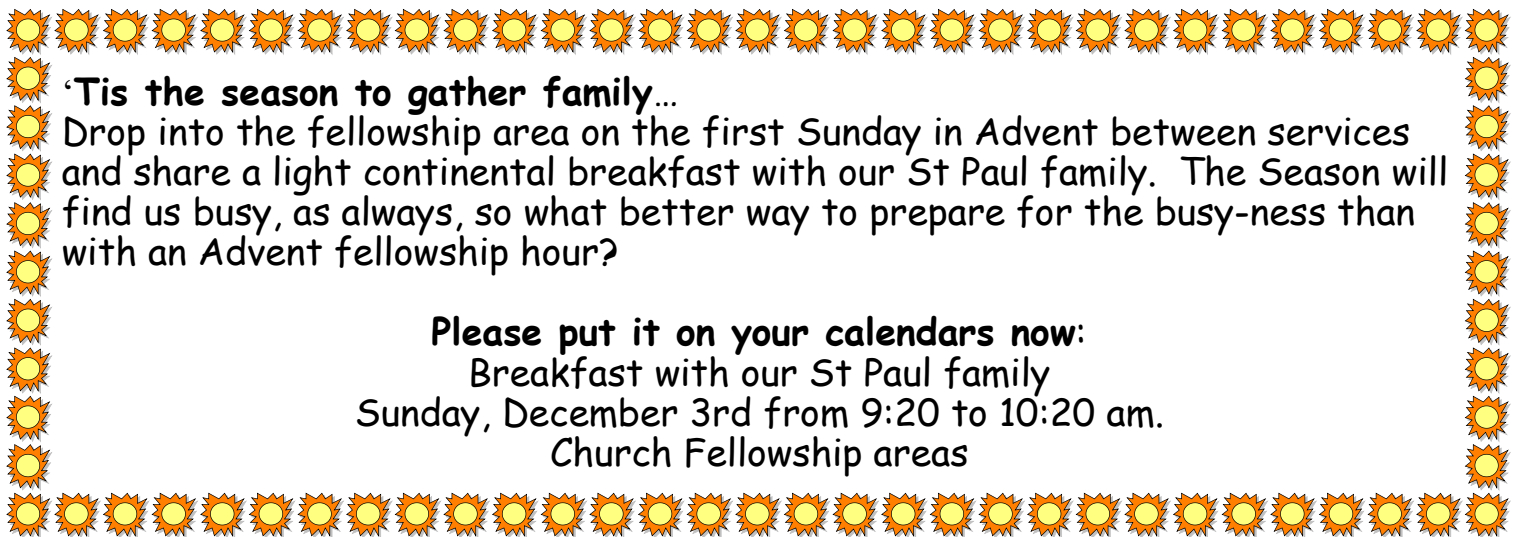 ‘Tis the season to gather family…
Drop into the fellowship area on the first Sunday in Advent between services
and share a light continental breakfast with our St Paul family.  The Season will
find us busy, as always, so what better way to prepare for the busy-ness than
with an Advent fellowship hour?
Please put it on your calendars now:
Breakfast with our St Paul family
Sunday, December 3rd from 9:20 to 10:20 am.
Church Fellowship areas